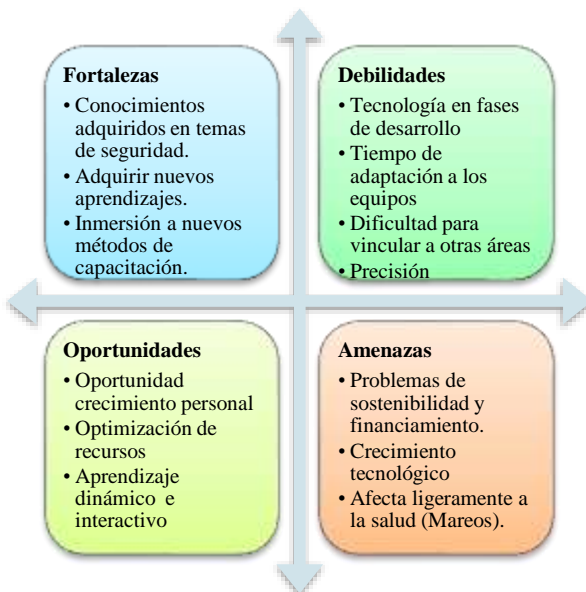 Fortalezas
• Conocimientos
adquiridos en temas
de seguridad.
• Adquirir nuevos
aprendizajes.
• Inmersión a nuevos
métodos de
capacitación.
Debilidades
• Tecnología en fases
de desarrollo
• Tiempo de
adaptación a los
equipos
• Dificultad para
vincular a otras áreas
• Precisión
Oportunidades
• Oportunidad
crecimiento personal
• Optimización de
recursos
• Aprendizaje
dinámico e
interactivo
Amenazas
• Problemas de
sostenibilidad y
financiamiento.
• Crecimiento
tecnológico
• Afecta ligeramente a
la salud (Mareos).